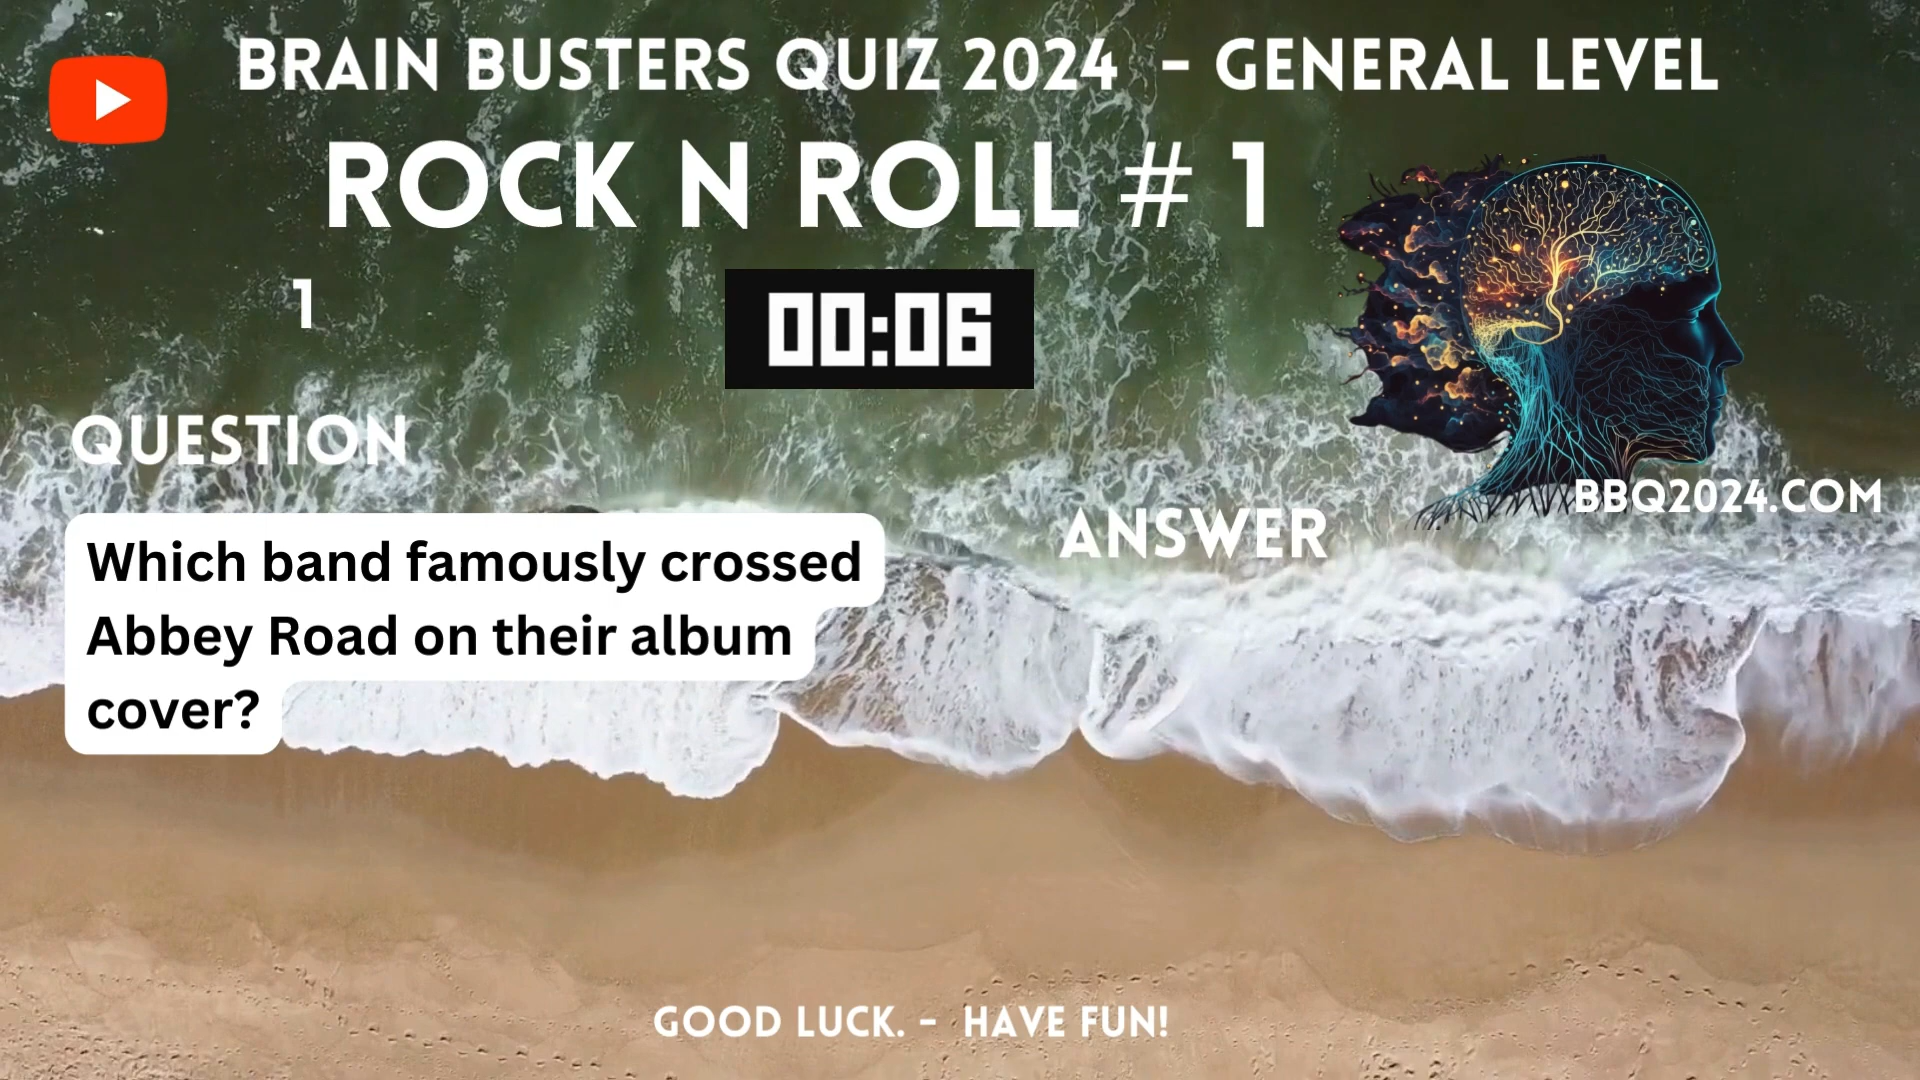 BRAIN BUSTERS QUIZ 2024 - GENERAL LEVEL
ROCK N ROLL # 1
1
00:06
QUESTION
Which band famously crossed
Abbey Road on their album
cover?
ANSWER
BBQ2024.COM
GOOD LUCK. - HAVE FUN!